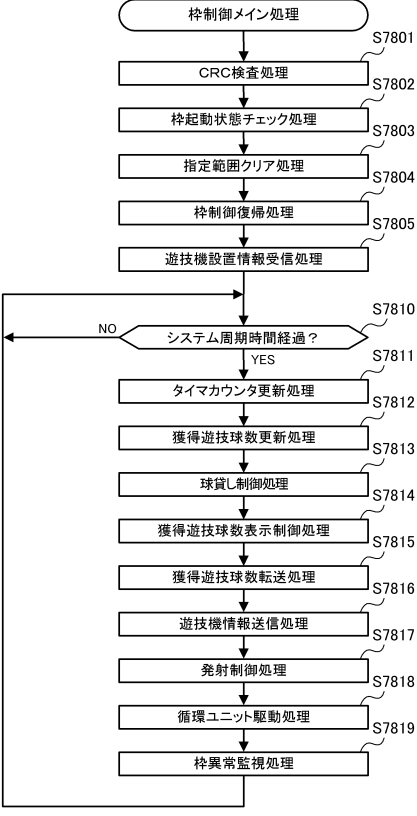 枠制御メイン処理
S7801
CRC検査処理
S7802
枠起動状態チェック処理
S7803
指定範囲クリア処理
S7804
枠制御復帰処理
S7805
遊技機設置情報受信処理
S7810
NO
システム周期時間経過？
YES
S7811
タイマカウンタ更新処理
S7812
獲得遊技球数更新処理
S7813
球貸し制御処理
S7814
獲得遊技球数表示制御処理
S7815
獲得遊技球数転送処理
S7816
遊技機情報送信処理
S7817
発射制御処理
S7818
循環ユニット駆動処理
S7819
枠異常監視処理